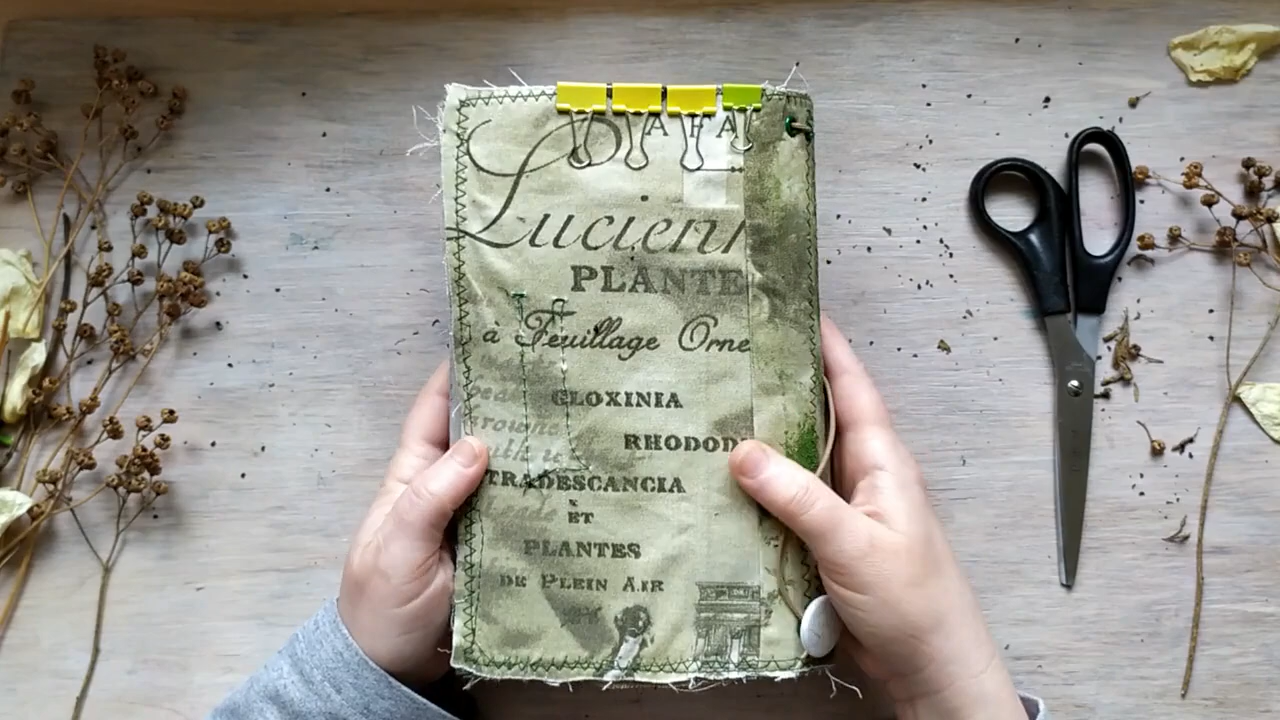 A F A
Lucienn
PLANTE
à Feuillage Orne
GLOXINIA
RHODOD
TRADESCANCIA
ET
PLANTES
DE PLEIN AIR